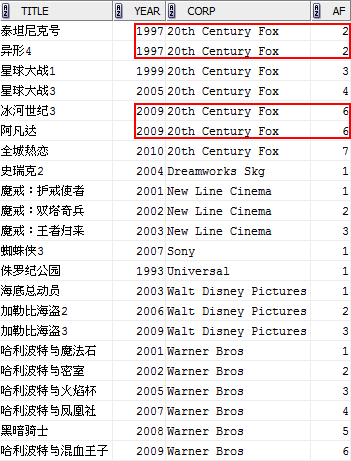 TITLE YEAR CORP AF
泰坦尼克号 1997 20th Century Fox 2
异形4 1997 20th Century Fox 2
星球大战1 1999 20th Century Fox 3
星球大战3 2005 20th Century Fox 4
冰河世纪3 2009 20th Century Fox 6
阿凡达 2009 20th Century Fox 6
全城热恋 2010 20th Century Fox 7
史瑞克2 2004 Dreamworks Skg 1
魔戒：护戒使者 2001 New Line Cinema 1
魔戒：双塔奇兵 2002 New Line Cinema 2
魔戒：王者归来 2003 New Line Cinema 3
蜘蛛侠3 2007 Sony 1
侏罗纪公园 1993 Universal 1
海底总动员 2003 Walt Disney Pictures 1
加勒比海盗2 2006 Walt Disney Pictures 2
加勒比海盗3 2009 Walt Disney Pictures 3
哈利波特与魔法石 2001 Warner Bros 1
哈利波特与密室 2002 Warner Bros 2
哈利波特与火焰杯 2005 Warner Bros 3
哈利波特与凤凰社 2007 Warner Bros 4
黑暗骑士 2008 Warner Bros 5
哈利波特与混血王子 2009 Warner Bros 6